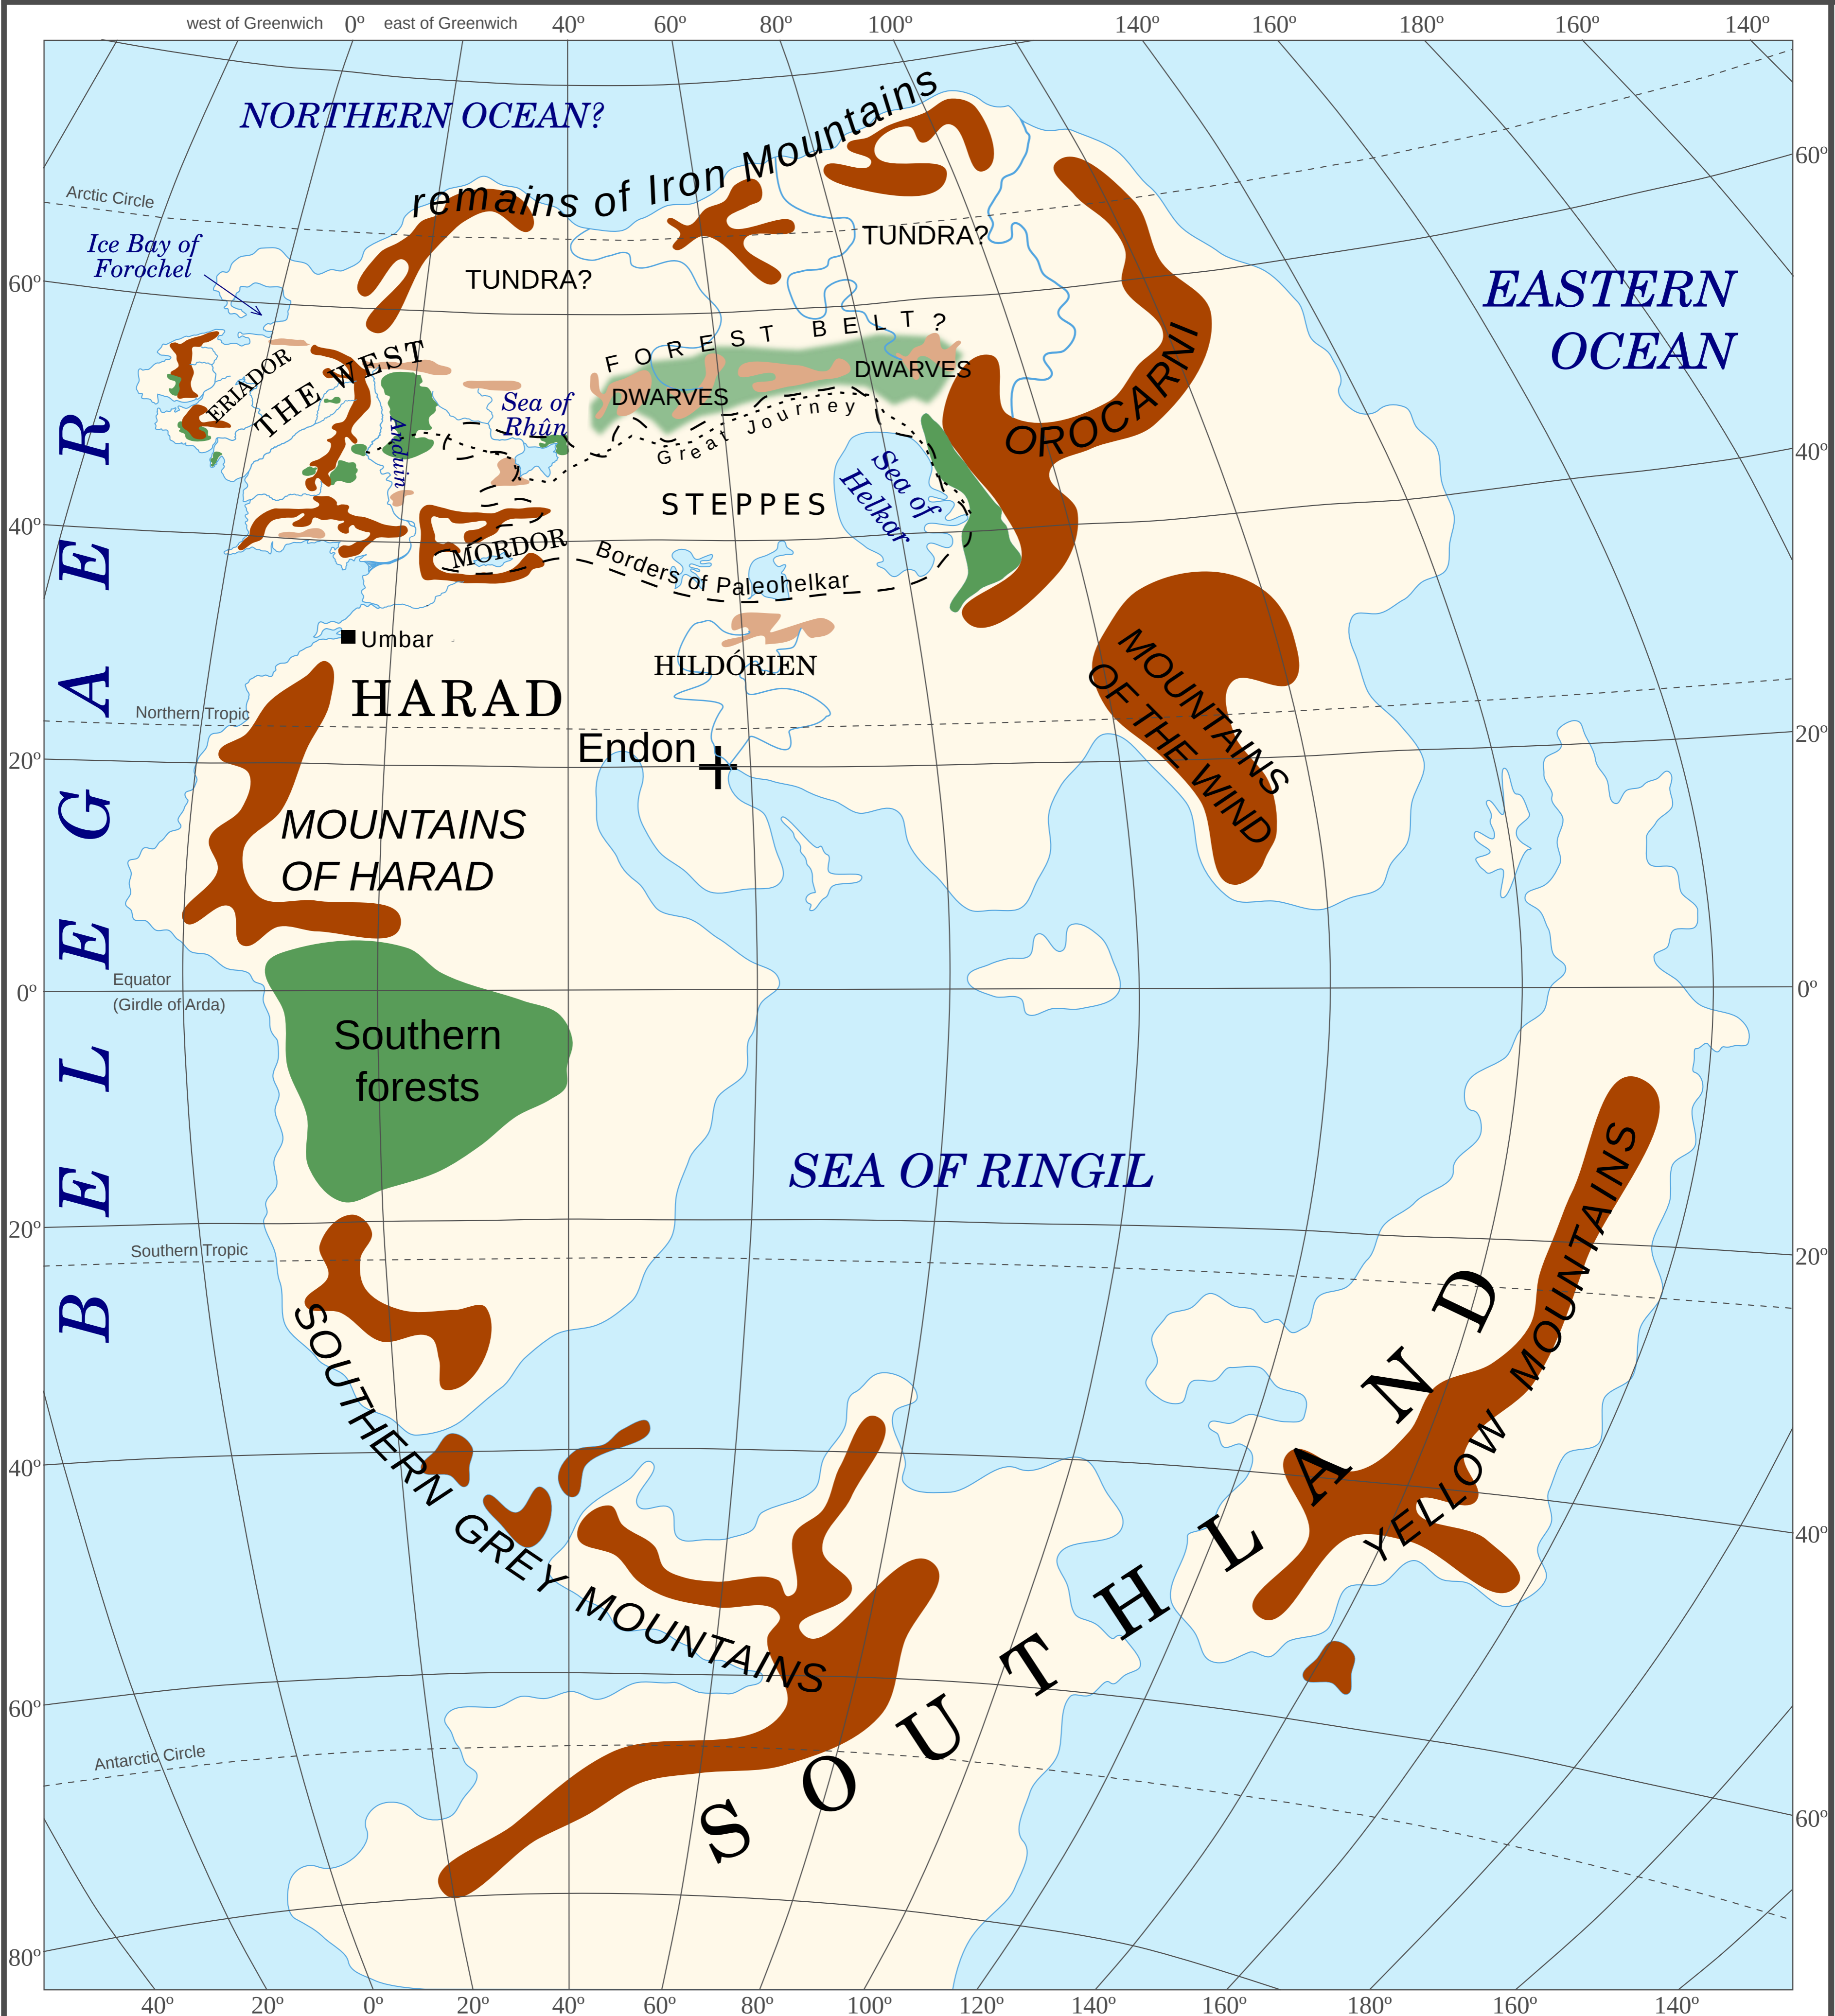 west of Greenwich 0º east of Greenwich 40º 60º 80º 100º 140º 160º 180º 160º 140º
NORTHERN OCEAN?
remains of Iron Mountains
60º
Arctic Circle
Ice Bay of
Forochel
TUNDRA?
TUNDRA?
60º
EASTERN
OCEAN
FOREST BELT?
ERIADOR
THE WEST
DWARVES
DWARVES
Sea of
Rhûn
Anduin
Great Journey
OROCARNI
40º
Sea of
Helkar
STEPPES
40º
MORDOR
Borders of Paleohelkar
Umbar
HILDÓRIEN
HARAD
MOUNTAINS
OF THE WIND
Northern Tropic
20º
Endon
20º
MOUNTAINS
OF HARAD
BELEGAER
Equator
(Girdle of Arda)
0º
0º
Southern
forests
SEA OF RINGIL
20º
Southern Tropic
20º
SOUTHERN GREY MOUNTAINS
YELLOW MOUNTAINS
SOUTHLAND
40º
40º
60º
Antarctic Circle
60º
80º
40º 20º 0º 20º 40º 60º 80º 100º 120º 140º 160º 180º 160º 140º